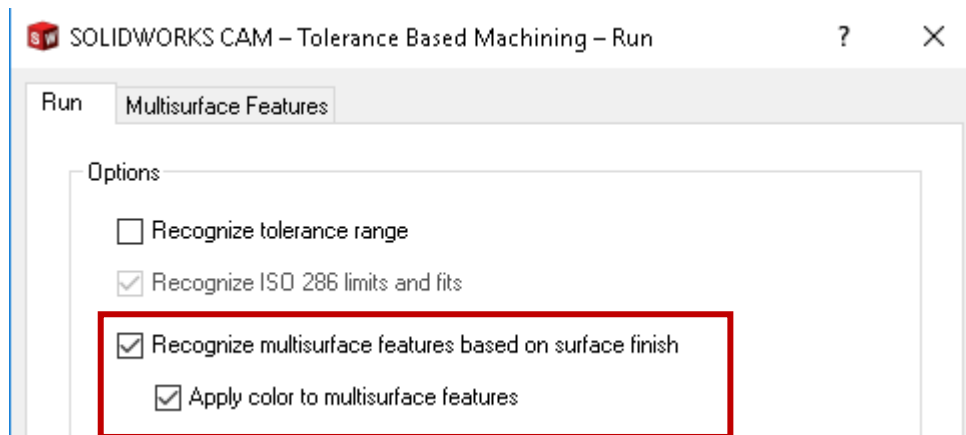 SW SOLIDWORKS CAM – Tolerance Based Machining – Run ? ×
Run Multisurface Features
Options
Recognize tolerance range
Recognize ISO 286 limits and fits
Recognize multisurface features based on surface finish
Apply color to multisurface features